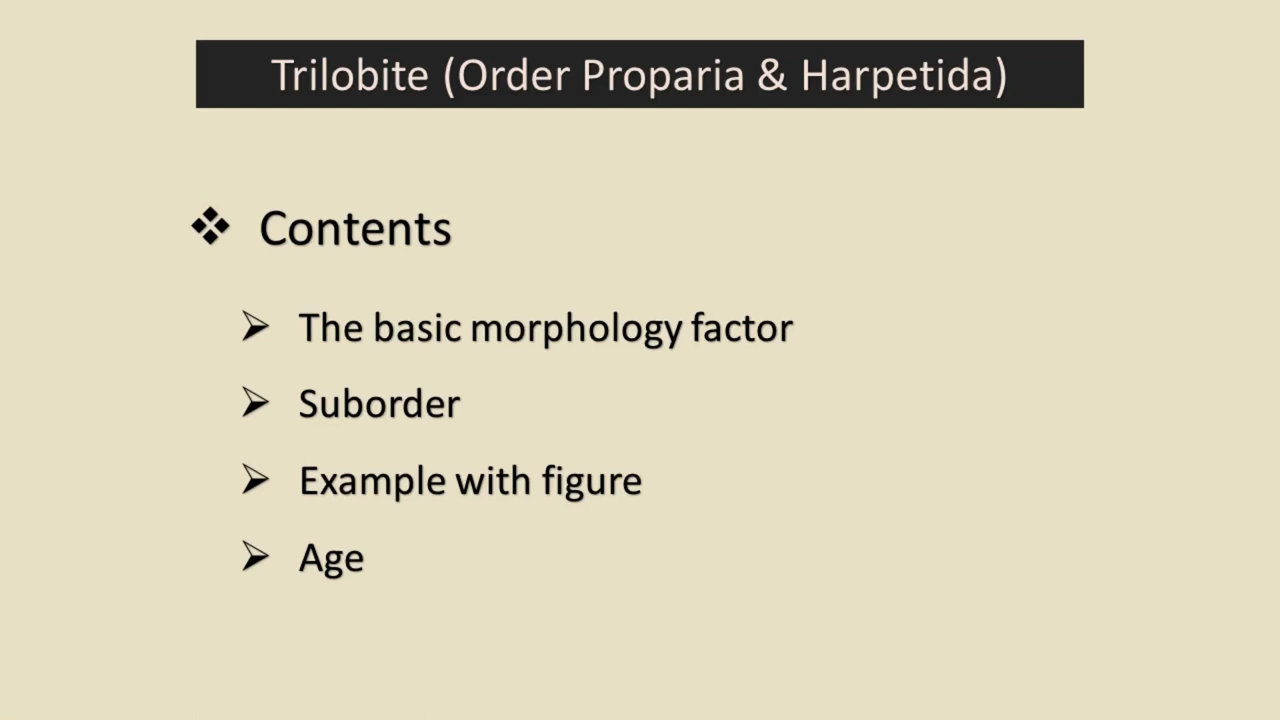 Trilobite (Order Proparia & Harpetida)
❖ Contents
➢ The basic morphology factor
➢ Suborder
➢ Example with figure
➢ Age